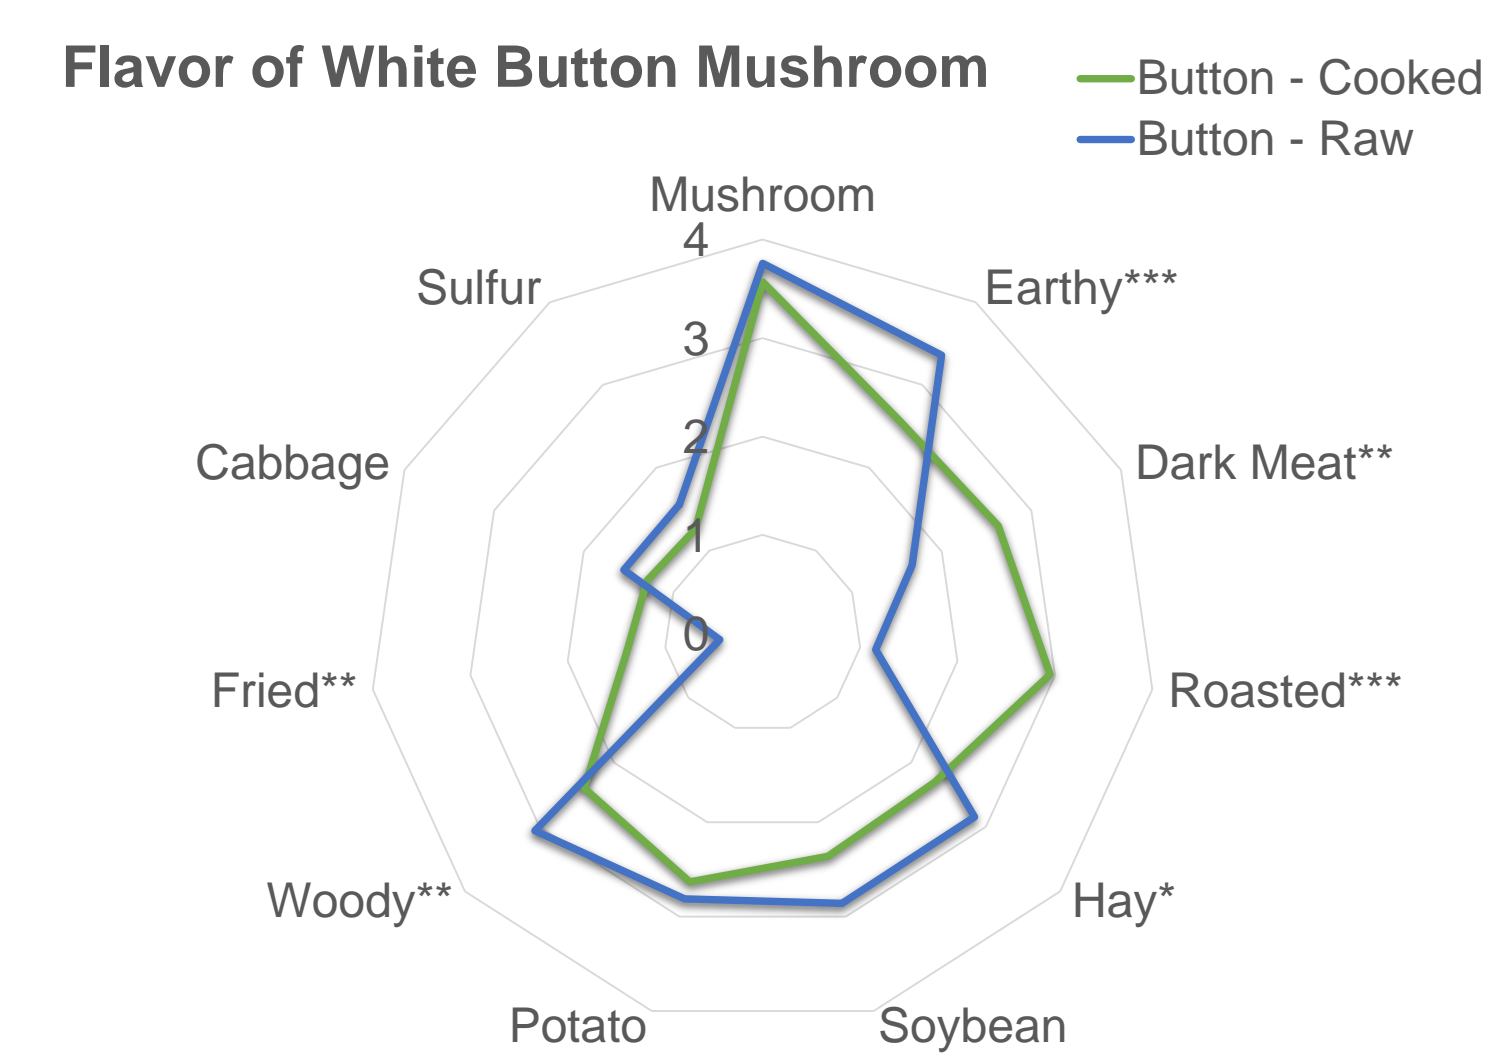 Flavor of White Button Mushroom
Button - Cooked
Button - Raw
Mushroom
Earthy***
Dark Meat**
Roasted***
Hay*
Soybean
Potato
Woody**
Fried**
Cabbage
Sulfur
4
3
2
1
0